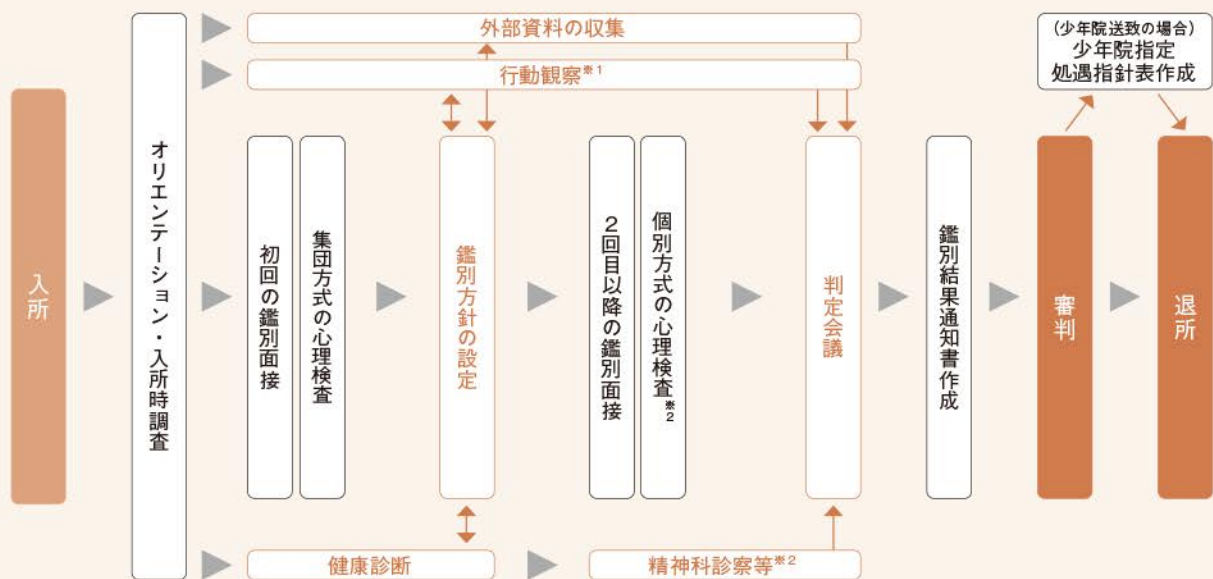 入所
オリエンテーション・入所時調査
外部資料の収集
行動観察※1
初回の鑑別面接
集団方式の心理検査
鑑別方針の設定
2回目以降の鑑別面接
個別方式の心理検査※2
判定会議
鑑別結果通知書作成
審判
(少年院送致の場合)
少年院指定
処遇指針表作成
退所
健康診断
精神科診察等※2